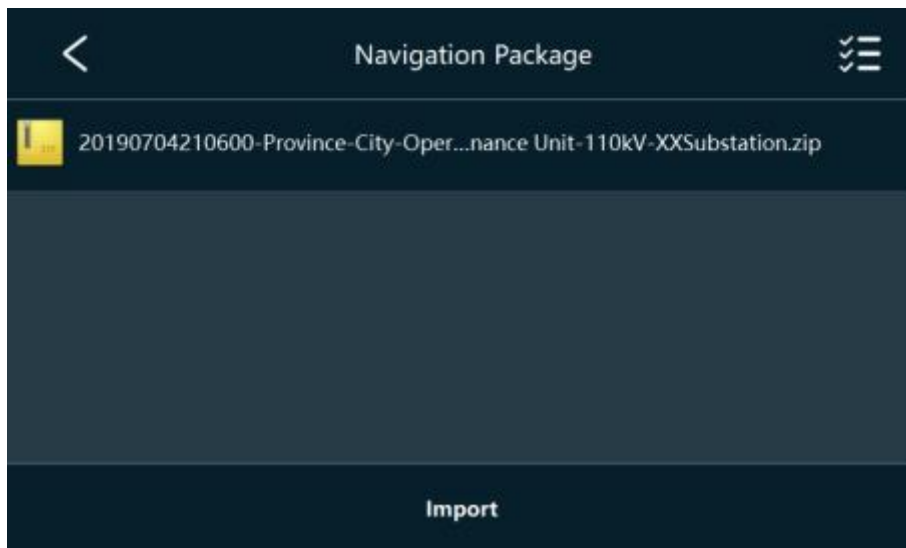 Navigation Package
20190704210600-Province-City-Oper...nance Unit-110kV-XXSubstation.zip
Import